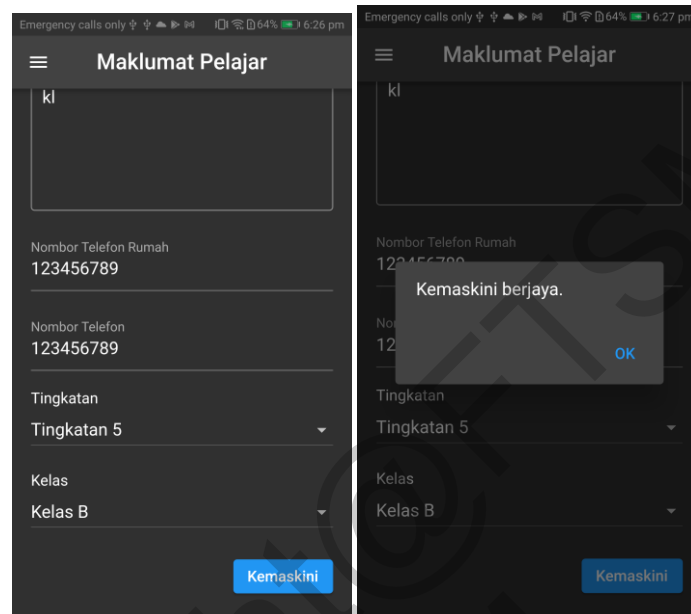 Emergency calls only 64% 6:26 pm
Maklumat Pelajar
kl
Nombor Telefon Rumah
123456789
Nombor Telefon
123456789
Tingkatan
Tingkatan 5
Kelas
Kelas B
Kemaskini
Emergency calls only 64% 6:27 pm
Maklumat Pelajar
kl
Nombor Telefon Rumah
Kemaskini berjaya.
12
OK
Tingkatan
Tingkatan 5
Kelas
Kelas B
Kemaskini